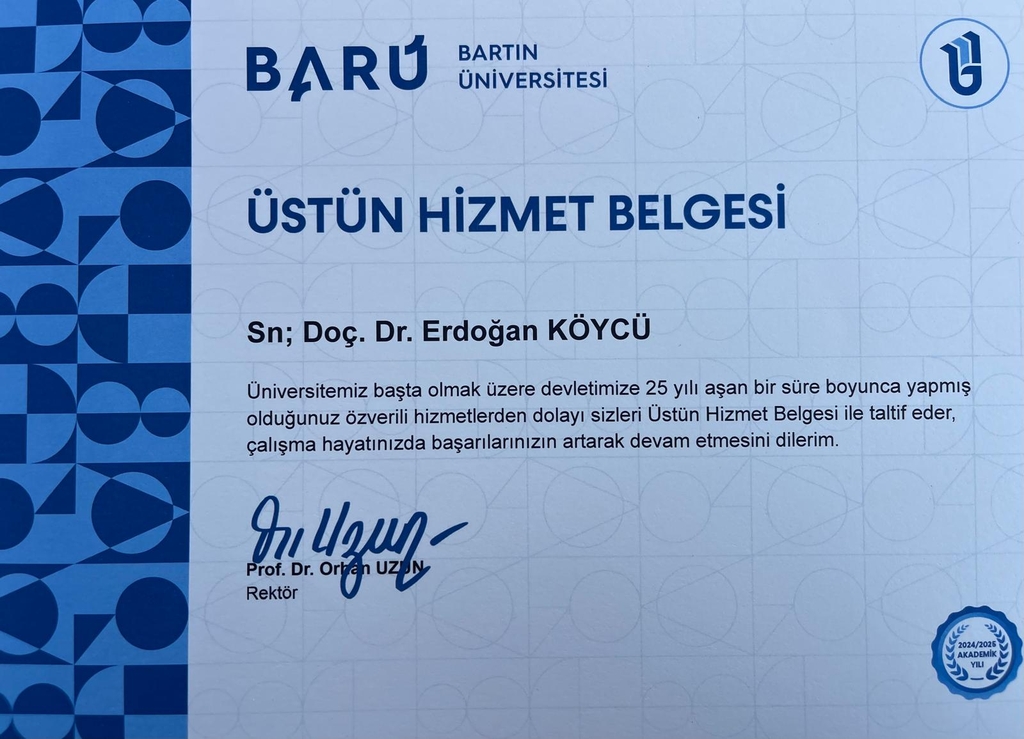 BARÜ
BARTIN
ÜNİVERSİTESİ
ÜSTÜN HİZMET BELGESİ
Sn; Doç. Dr. Erdoğan KÖYCÜ
Üniversitemiz başta olmak üzere devletimize 25 yılı aşan bir süre boyunca yapmış
olduğunuz özverili hizmetlerden dolayı sizleri Üstün Hizmet Belgesi ile taltif eder,
çalışma hayatınızda başarılarınızın artarak devam etmesini dilerim.
Prof. Dr. Orhan UZUN
Rektör
2024/2025
AKADEMİK
YILI